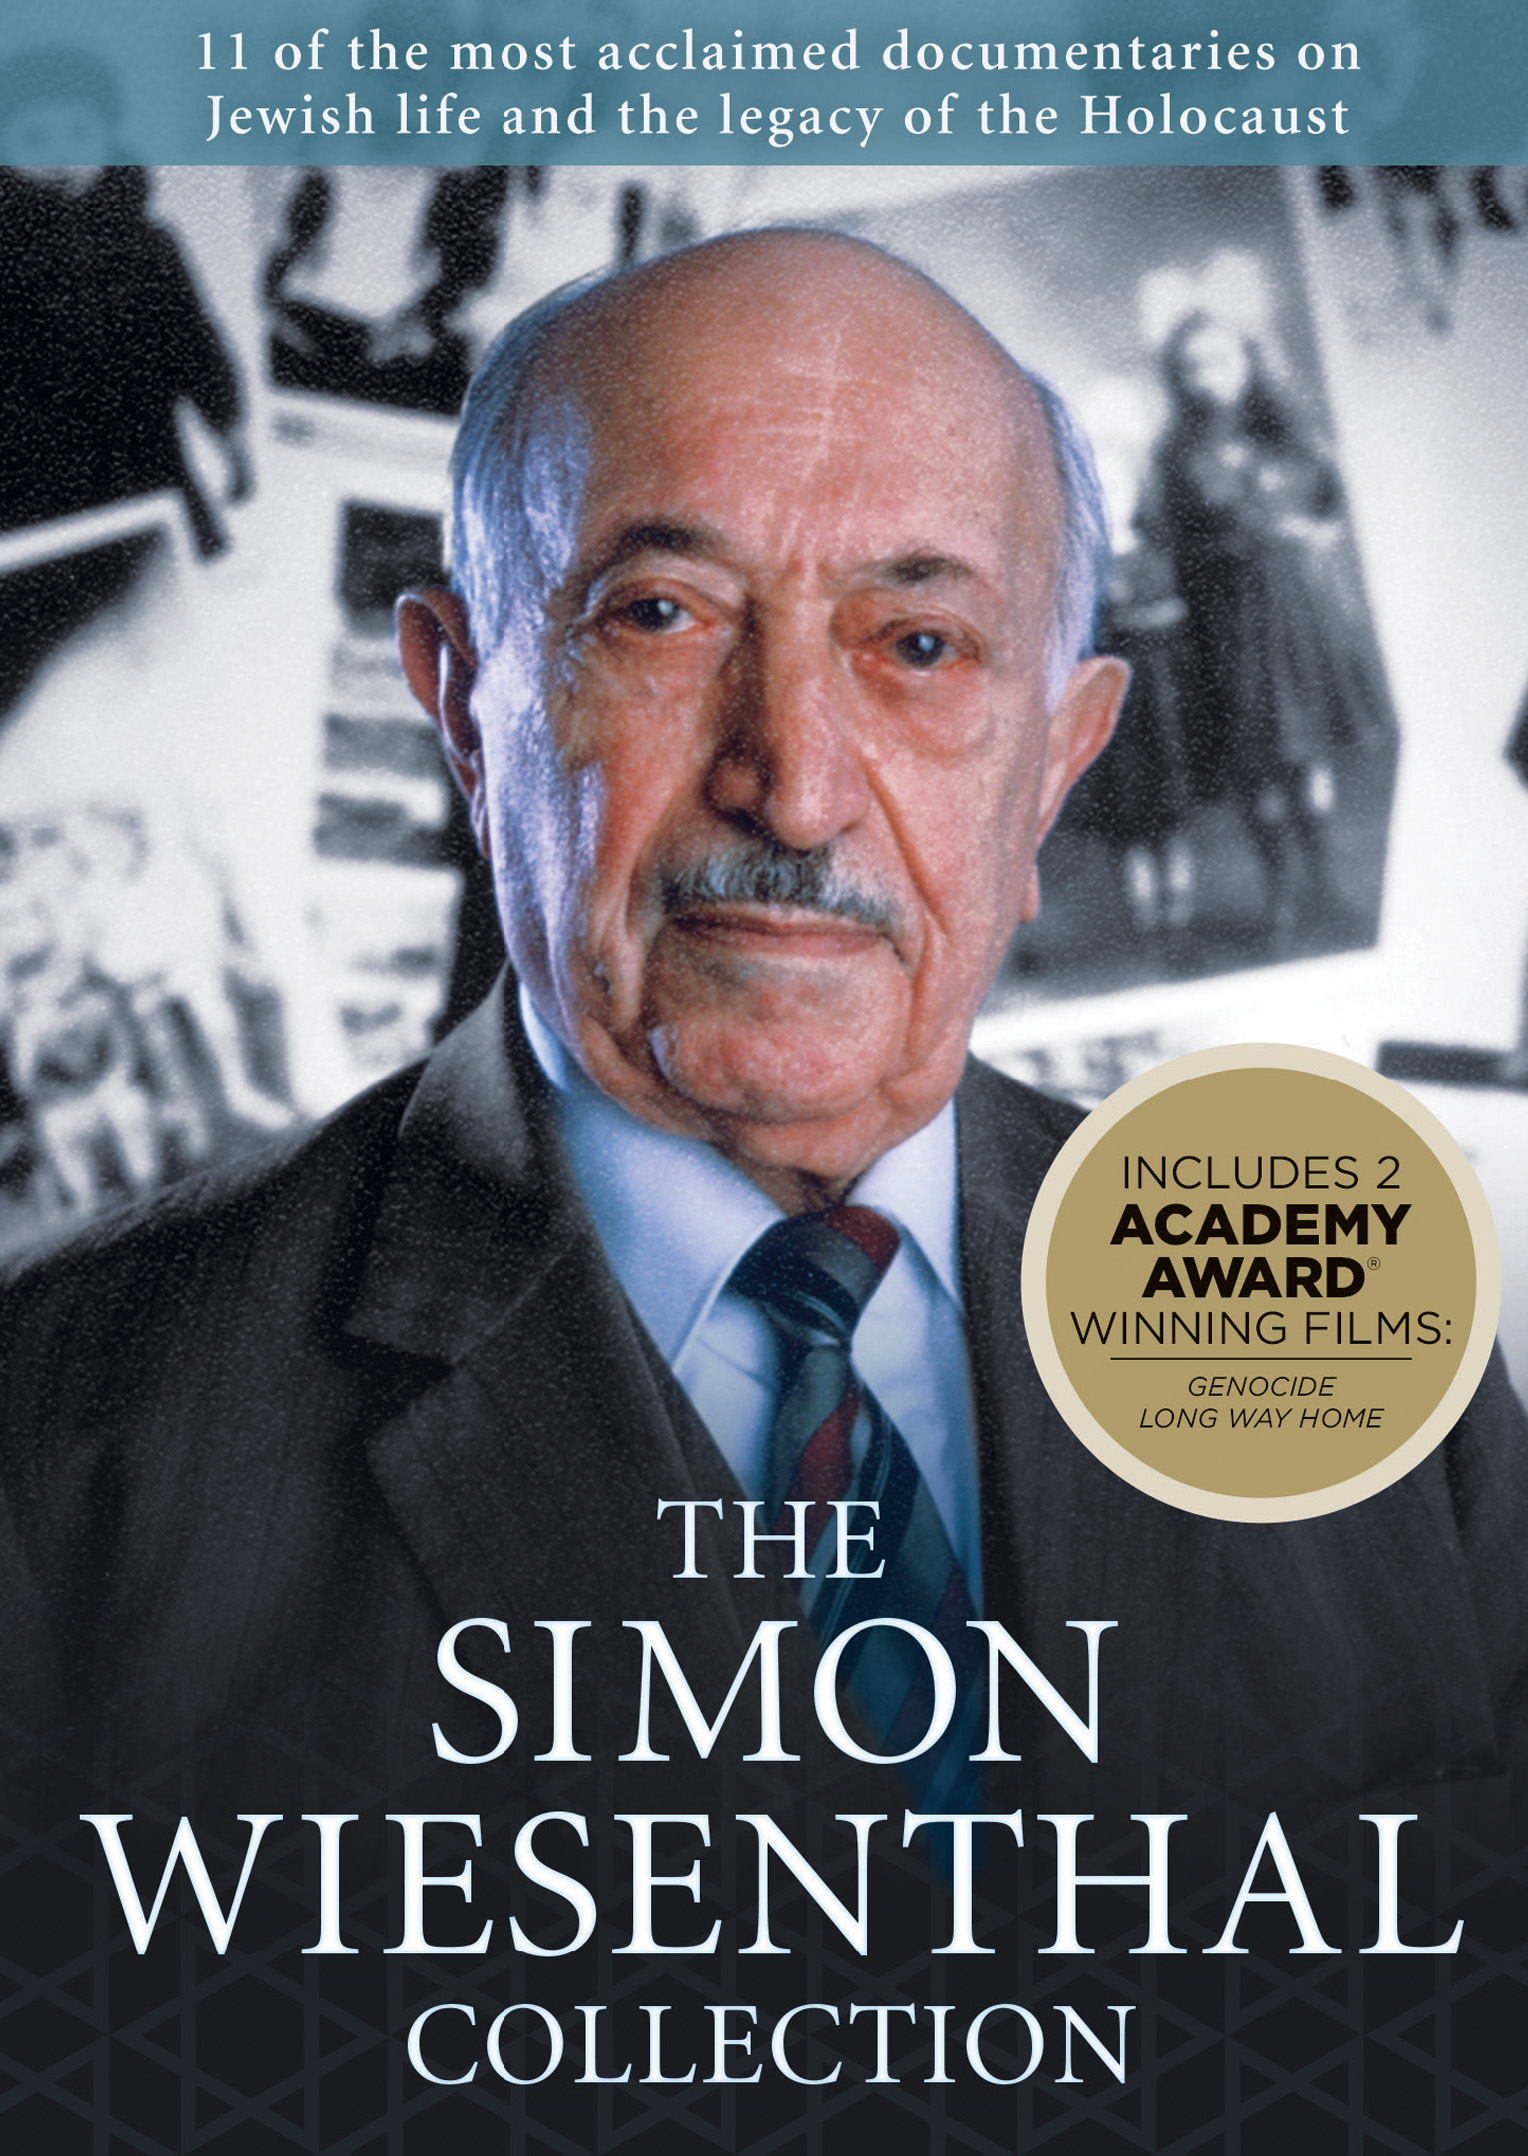 11 of the most acclaimed documentaries on
Jewish life and the legacy of the Holocaust
INCLUDES 2
ACADEMY
AWARD®
WINNING FILMS:
GENOCIDE
LONG WAY HOME
THE
SIMON
WIESENTHAL
COLLECTION